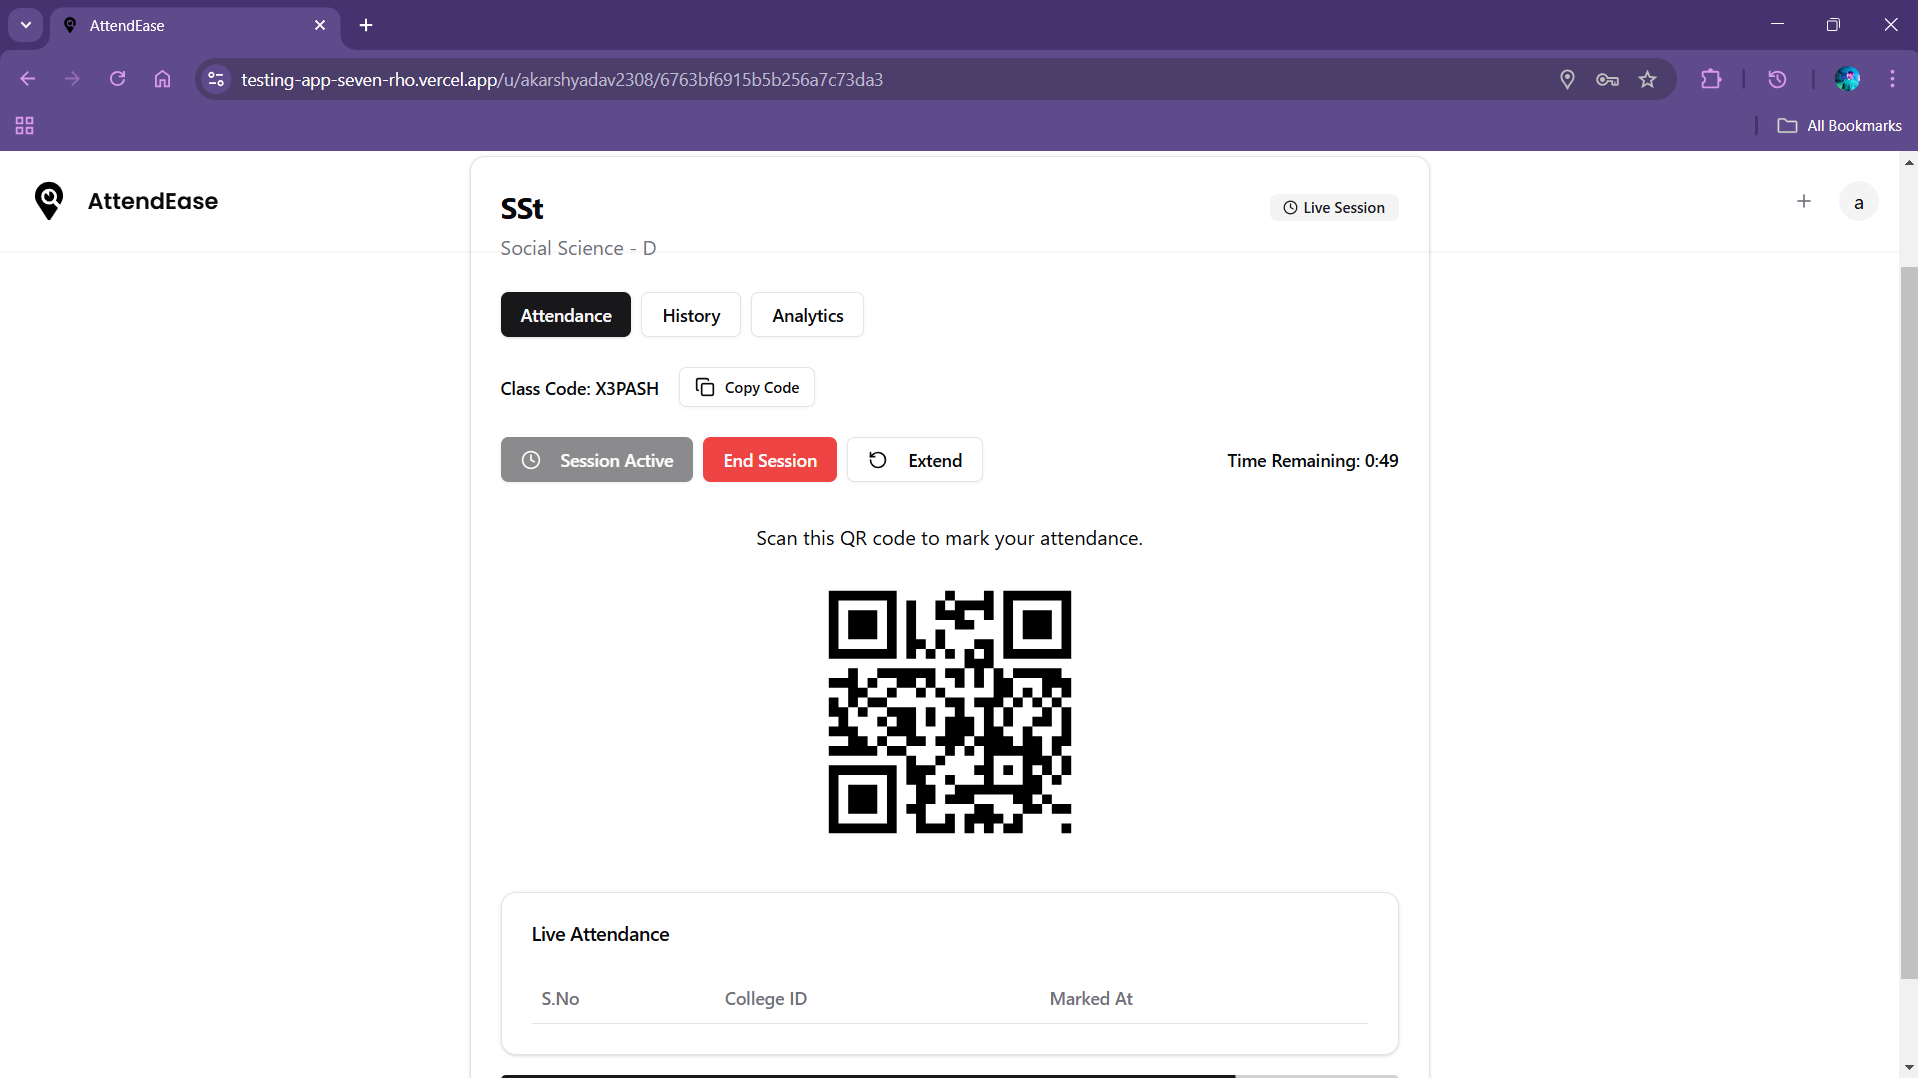 AttendEase
testing-app-seven-rho.vercel.app/u/akarshyadav2308/6763bf6915b5b256a7c73da3
All Bookmarks
AttendEase
a
SSt
Live Session
Social Science - D
Attendance
History
Analytics
Class Code: X3PASH
Copy Code
Session Active
End Session
Extend
Time Remaining: 0:49
Scan this QR code to mark your attendance.
Live Attendance
S.No
College ID
Marked At